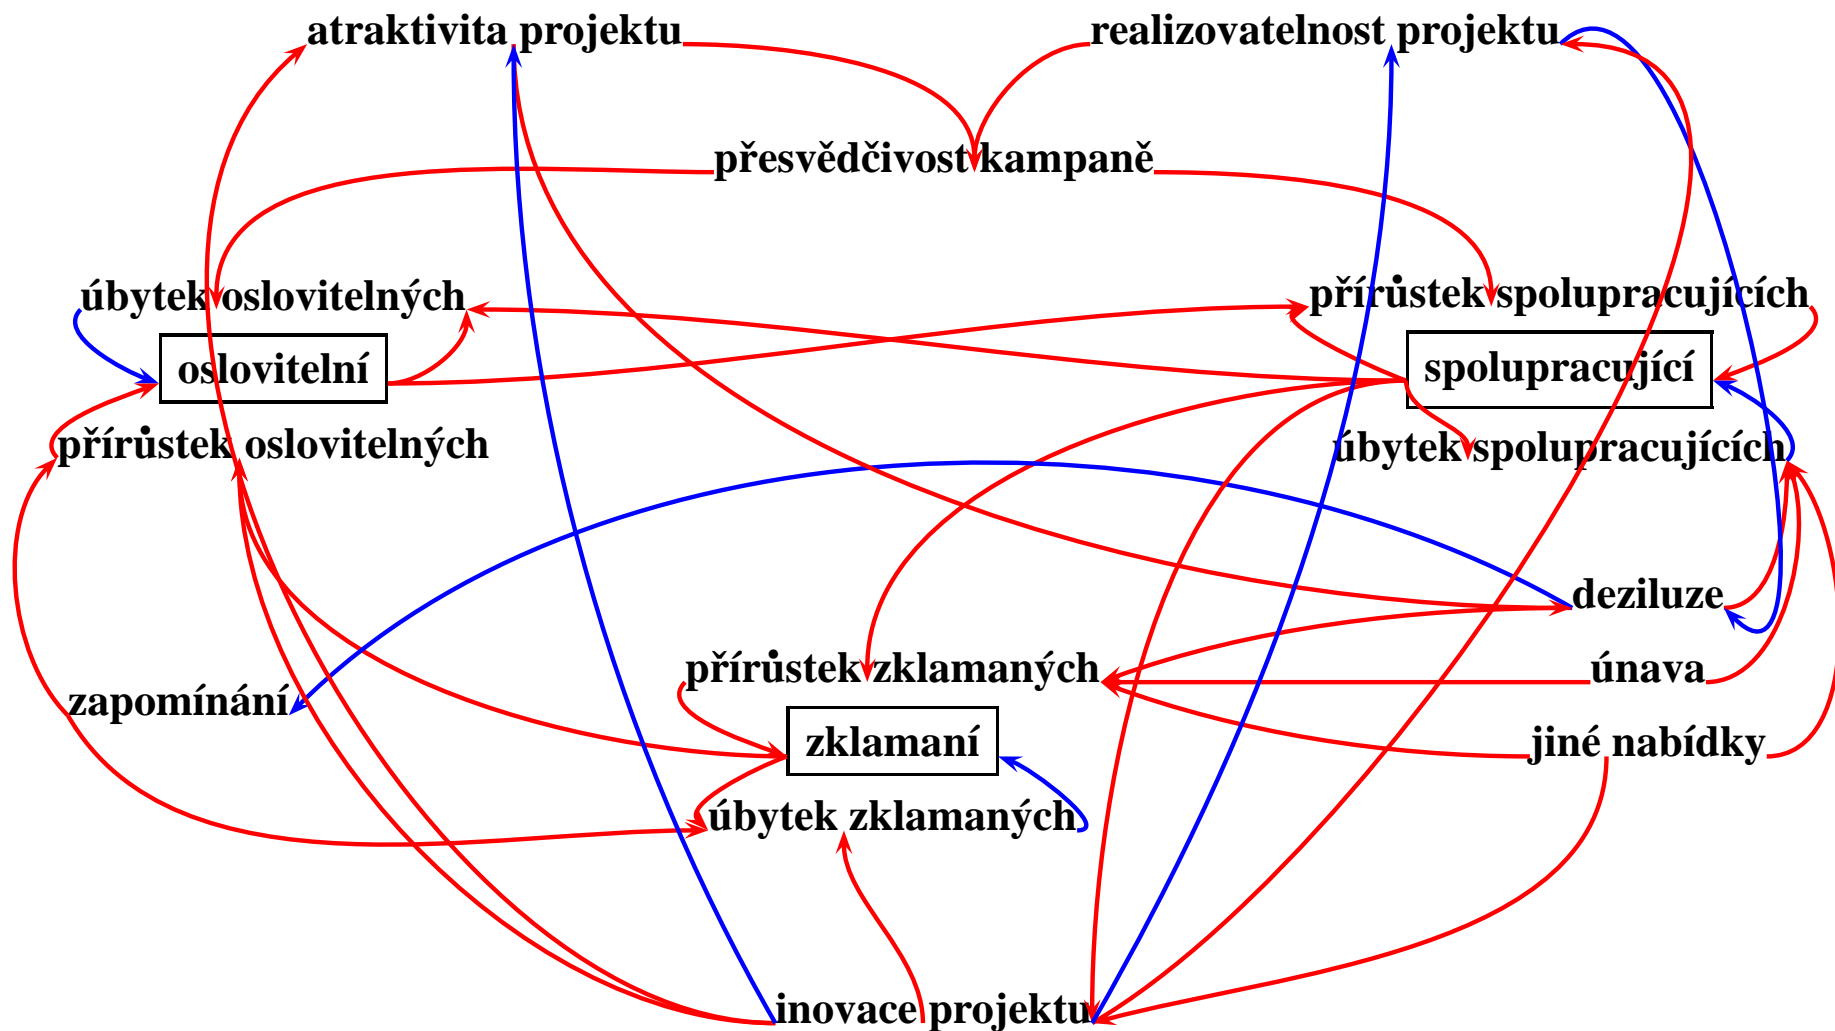 atraktivita projektu
realizovatelnost projektu
přesvědčivost kampaně
úbytek oslovitelných
přírůstek spolupracujících
oslovitelní
spolupracující
přírůstek oslovitelných
úbytek spolupracujících
deziluze
přírůstek zklamaných
únava
zapomínání
zklamaní
jiné nabídky
úbytek zklamaných
inovace projektu